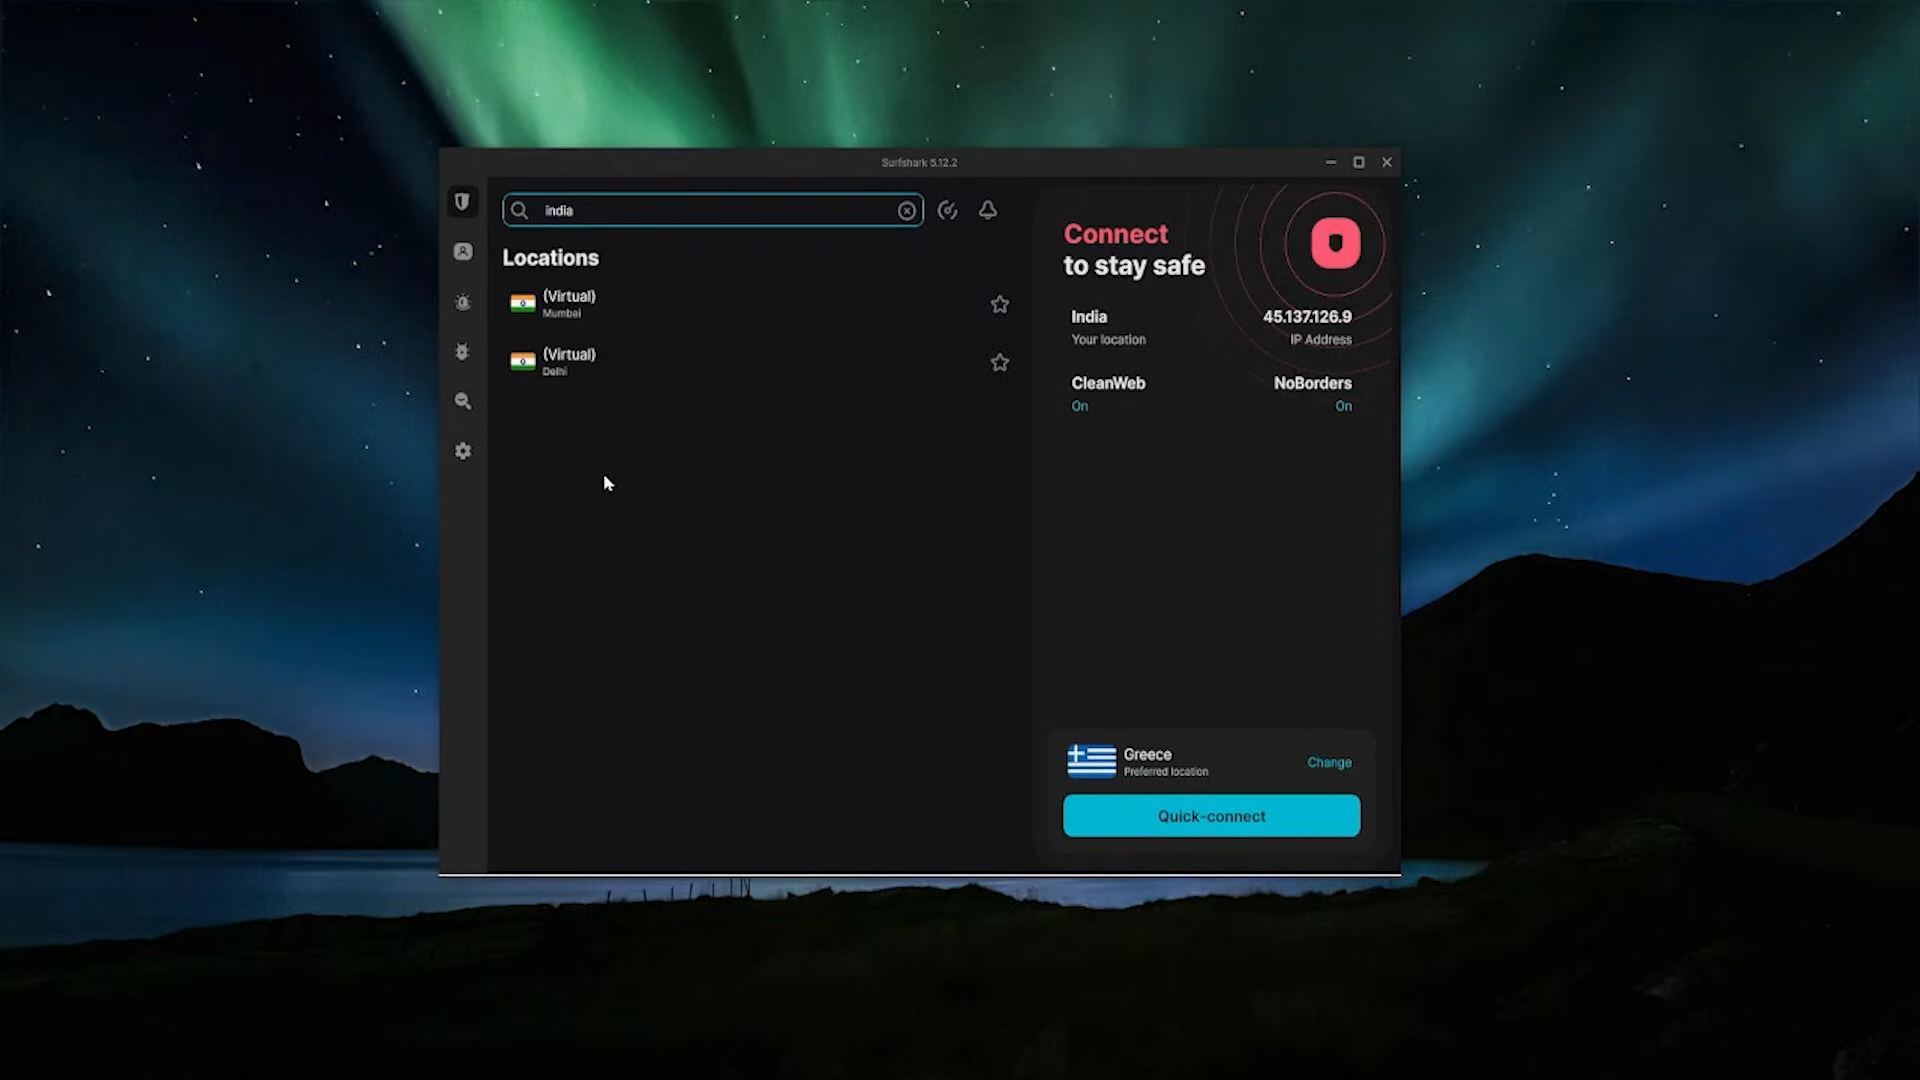 Surfshark 5.12.2
india
Locations
(Virtual)
Mumbai
(Virtual)
Delhi
Connect
to stay safe
India
45.137.126.9
Your location
IP Address
CleanWeb
NoBorders
On
On
Greece
Preferred location
Change
Quick-connect